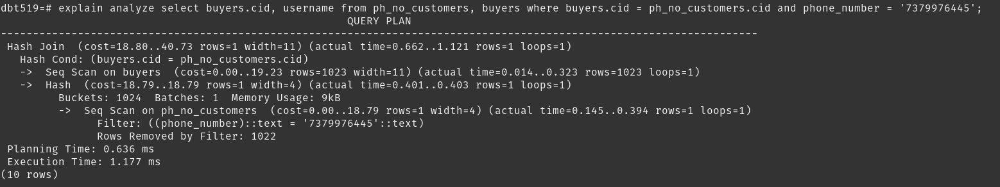 dbt519=# explain analyze select buyers.cid, username from ph_no_customers, buyers where buyers.cid = ph_no_customers.cid and phone_number = '7379976445';
                                                      QUERY PLAN
----------------------------------------------------------------------------------------------------------------------
 Hash Join  (cost=18.80..40.73 rows=1 width=11) (actual time=0.662..1.121 rows=1 loops=1)
   Hash Cond: (buyers.cid = ph_no_customers.cid)
   ->  Seq Scan on buyers  (cost=0.00..19.23 rows=1023 width=11) (actual time=0.014..0.323 rows=1023 loops=1)
   ->  Hash  (cost=18.79..18.79 rows=1 width=4) (actual time=0.401..0.403 rows=1 loops=1)
         Buckets: 1024  Batches: 1  Memory Usage: 9kB
         ->  Seq Scan on ph_no_customers  (cost=0.00..18.79 rows=1 width=4) (actual time=0.145..0.394 rows=1 loops=1)
               Filter: ((phone_number)::text = '7379976445'::text)
               Rows Removed by Filter: 1022
 Planning Time: 0.636 ms
 Execution Time: 1.177 ms
(10 rows)